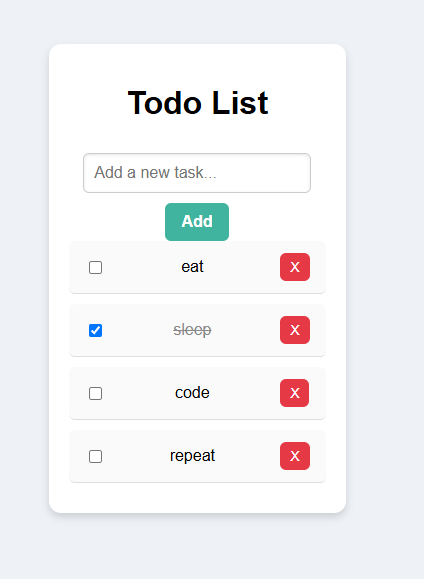 Todo List
Add a new task...
Add
eat X
sleep X
code X
repeat X